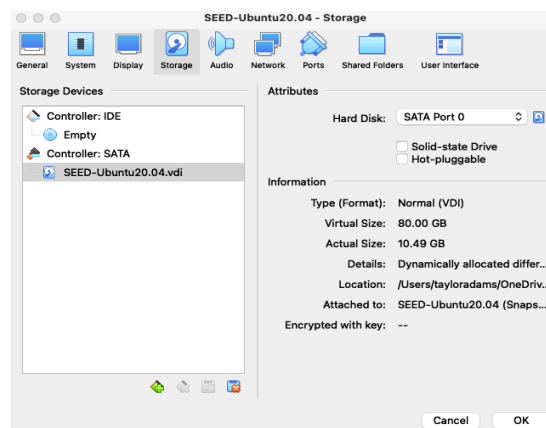 SEED-Ubuntu20.04 - Storage
General System Display Storage Audio Network Ports Shared Folders User Interface
Storage Devices
Controller: IDE
Empty
Controller: SATA
SEED-Ubuntu20.04.vdi
Attributes
Hard Disk: SATA Port 0
Solid-state Drive
Hot-pluggable
Information
Type (Format): Normal (VDI)
Virtual Size: 80.00 GB
Actual Size: 10.49 GB
Details: Dynamically allocated differ...
Location: /Users/tayloradams/OneDriv...
Attached to: SEED-Ubuntu20.04 (Snaps...
Encrypted with key: --
Cancel OK